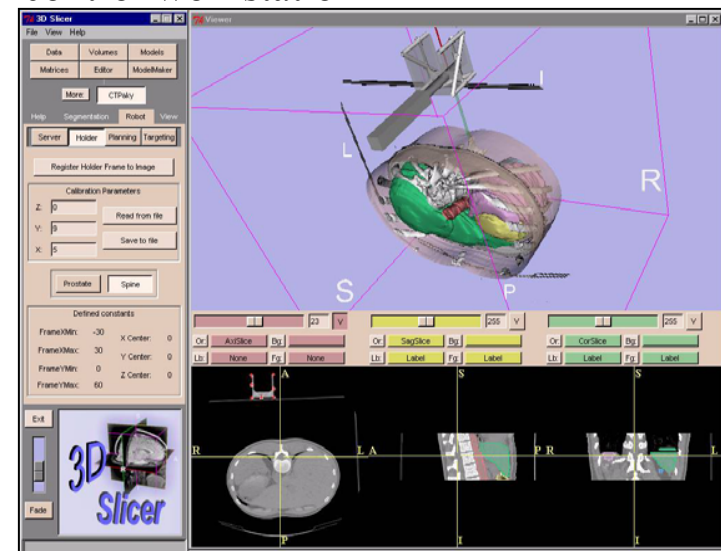 3D Slicer
File View Help
Data Volumes Models
Matrices Editor ModelMaker
More: CTPaky
Help Segmentation Robot View
Server Holder Planning Targeting
Register Holder Frame to Image
Calibration Parameters
Z: 0
Read from file
Y: 9
Save to file
X: 5
Prostate Spine
Defined constants
FrameXMin: -30 X Center: 0
FrameXMax: 30 Y Center: 0
FrameYMin: 0 Z Center: 0
FrameYMax: 60
Exit
Fade
3D Slicer
Viewer
I
L
R
S
P
23 V
255 V
255 V
Or: AxiSlice Bg:
Lb: None Fg: None
Or: SagSlice Bg:
Lb: Label Fg: Label
Or: CorSlice Bg:
Lb: Label Fg: Label
A
R L
P
S
A P
I
S
R L
I